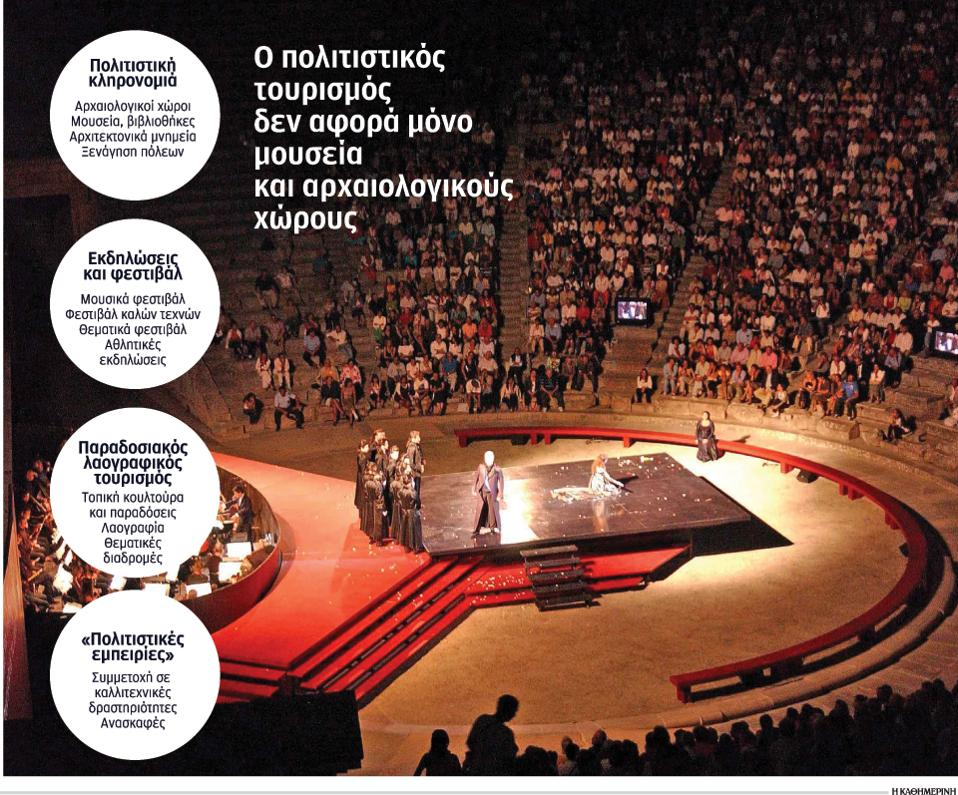 Ο πολιτιστικός
τουρισμός
δεν αφορά μόνο
μουσεία
και αρχαιολογικούς
χώρους
Πολιτιστική
κληρονομιά
Αρχαιολογικοί χώροι
Μουσεία, βιβλιοθήκες
Αρχιτεκτονικά μνημεία
Ξενάγηση πόλεων
Εκδηλώσεις
και φεστιβάλ
Μουσικά φεστιβάλ
Φεστιβάλ καλών τεχνών
Θεματικά φεστιβάλ
Αθλητικές
εκδηλώσεις
Παραδοσιακός
λαογραφικός
τουρισμός
Τοπική κουλτούρα
και παραδόσεις
Λαογραφία
Θεματικές
διαδρομές
«Πολιτιστικές
εμπειρίες»
Συμμετοχή σε
καλλιτεχνικές
δραστηριότητες
Ανασκαφές
Η ΚΑΘΗΜΕΡΙΝΗ